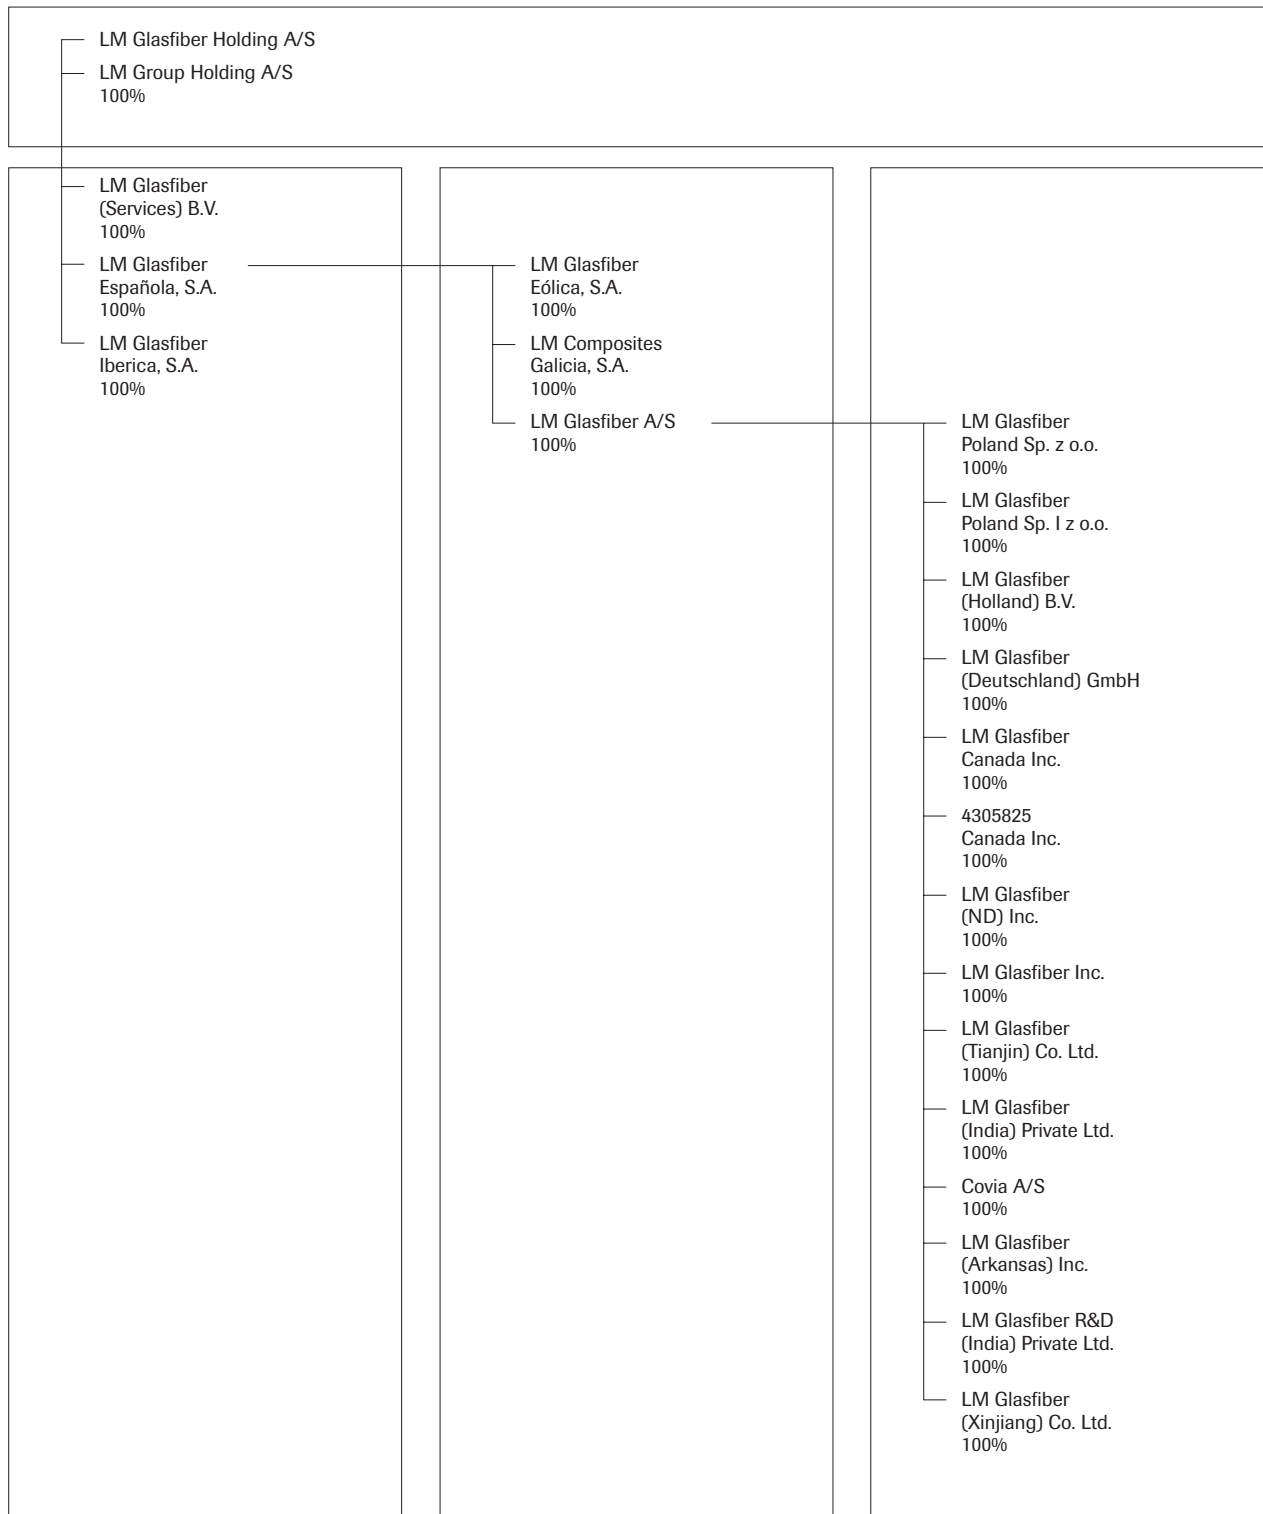 LM Glasfiber Holding A/S
LM Group Holding A/S
100%
LM Glasfiber
(Services) B.V.
100%
LM Glasfiber
Española, S.A.
100%
LM Glasfiber
Iberica, S.A.
100%
LM Glasfiber
Eólica, S.A.
100%
LM Composites
Galicia, S.A.
100%
LM Glasfiber A/S
100%
LM Glasfiber
Poland Sp. z o.o.
100%
LM Glasfiber
Poland Sp. I z o.o.
100%
LM Glasfiber
(Holland) B.V.
100%
LM Glasfiber
(Deutschland) GmbH
100%
LM Glasfiber
Canada Inc.
100%
4305825
Canada Inc.
100%
LM Glasfiber
(ND) Inc.
100%
LM Glasfiber Inc.
100%
LM Glasfiber
(Tianjin) Co. Ltd.
100%
LM Glasfiber
(India) Private Ltd.
100%
Covia A/S
100%
LM Glasfiber
(Arkansas) Inc.
100%
LM Glasfiber R&D
(India) Private Ltd.
100%
LM Glasfiber
(Xinjiang) Co. Ltd.
100%